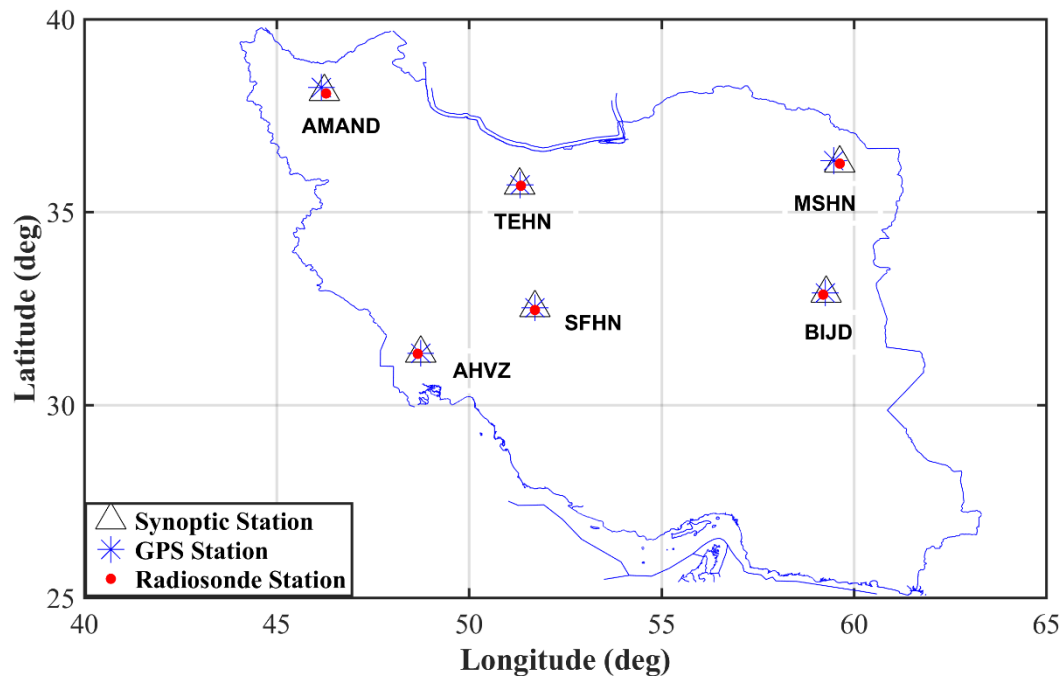 40
35
30
25
Latitude (deg)
AMAND
TEHN
MSHN
SFHN
BIJD
AHVZ
Synoptic Station
GPS Station
Radiosonde Station
40 45 50 55 60 65
Longitude (deg)